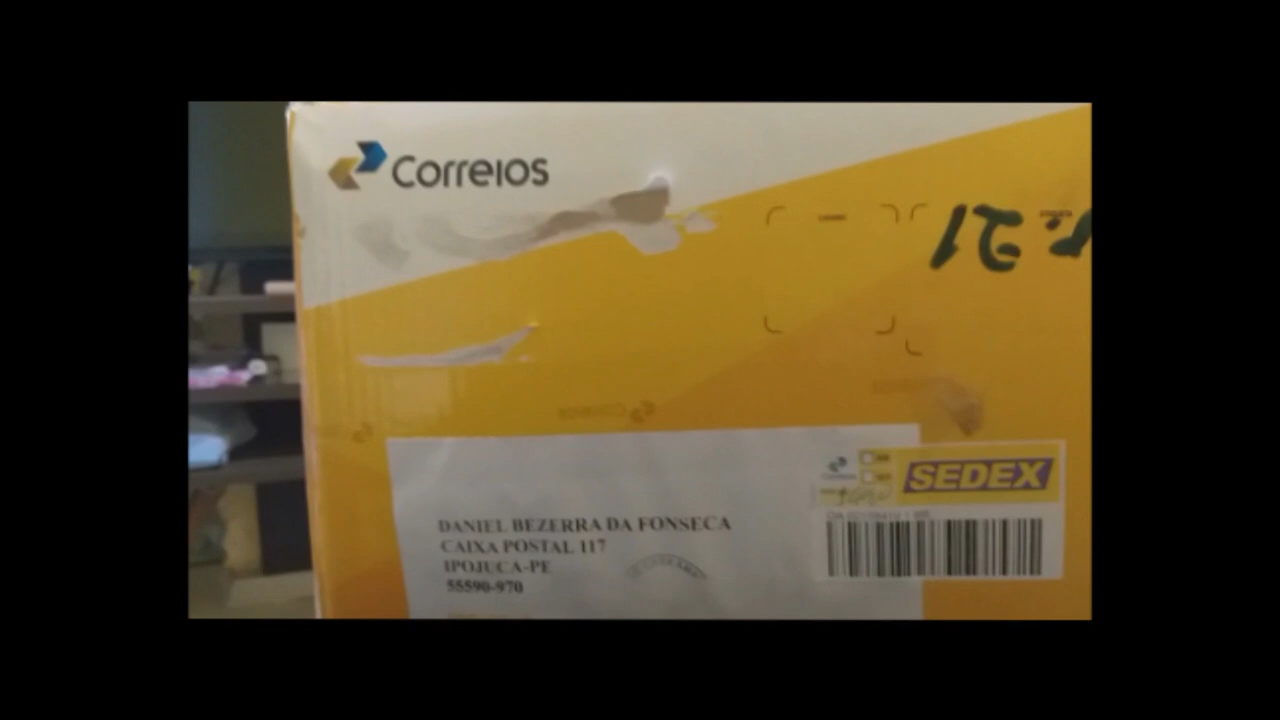 Correios
SEDEX
DANIEL BEZERRA DA FONSECA
CAIXA POSTAL 117
IPOJUCA-PE
55590-970